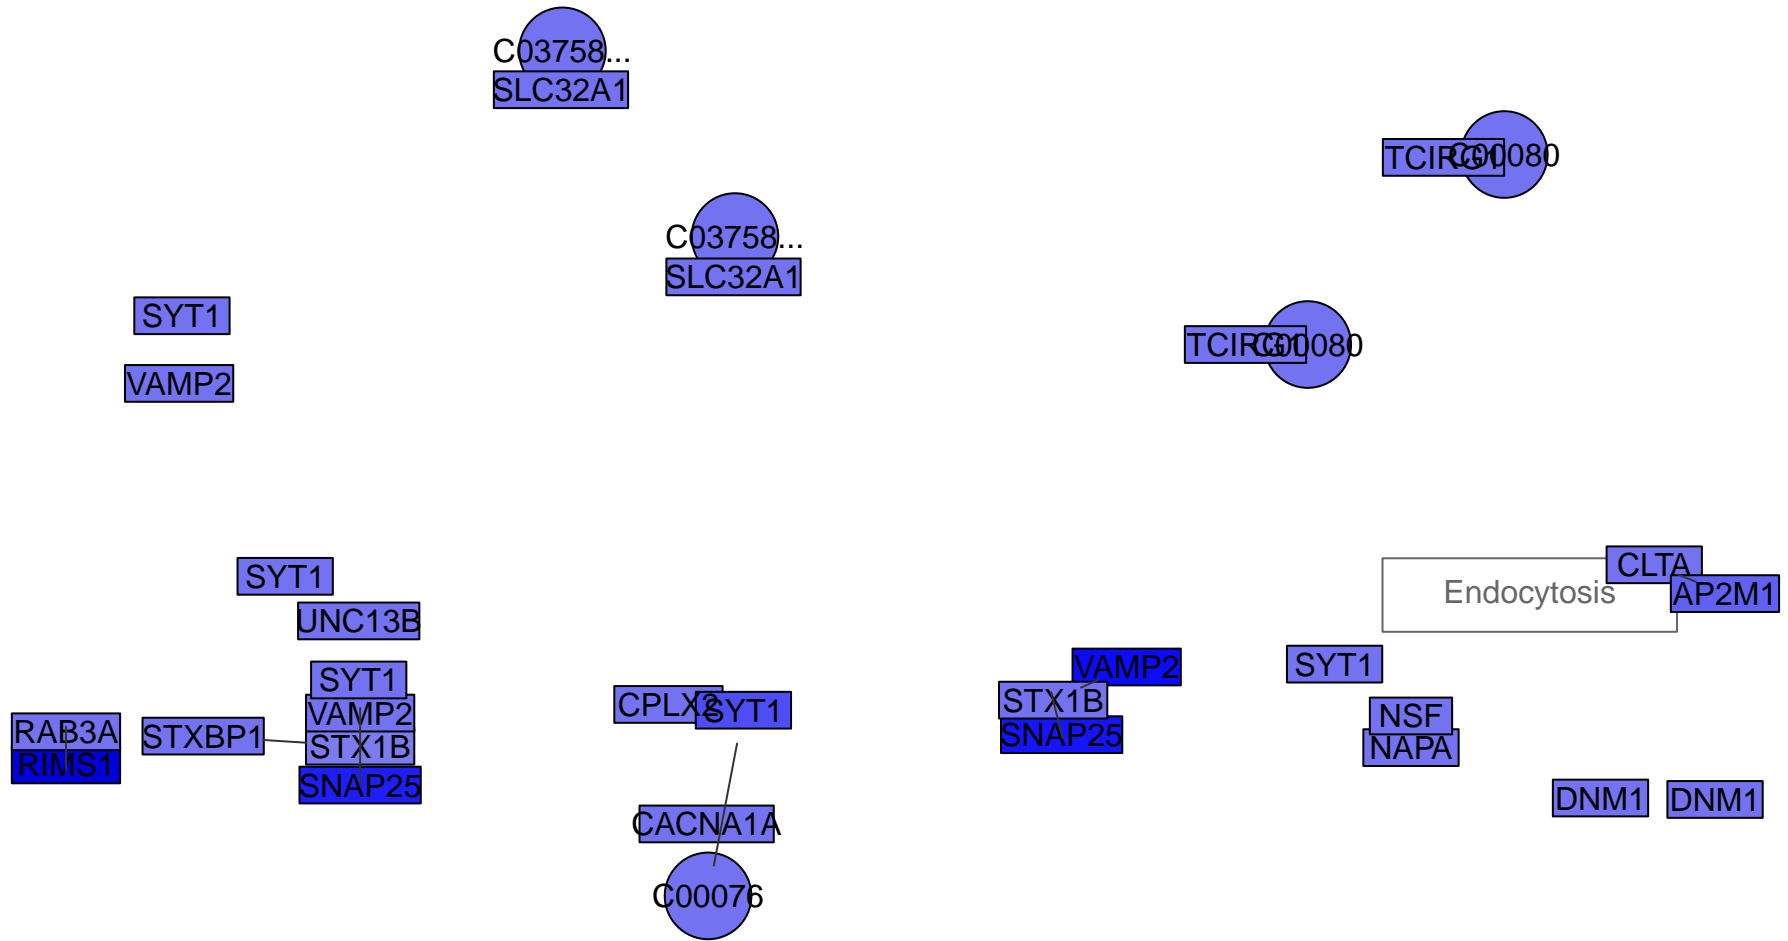 C03758...
SLC32A1
TCIRG1
C00080
C03758...
SLC32A1
SYT1
TCIRG1
C00080
VAMP2
SYT1
UNC13B
CLTA
Endocytosis
AP2M1
SYT1
VAMP2
SYT1
STX1B
SNAP25
CPLX2
SYT1
VAMP2
STX1B
SNAP25
RAB3A
RIMS1
STXBP1
NSF
NAPA
CACNA1A
C00076
DNM1
DNM1